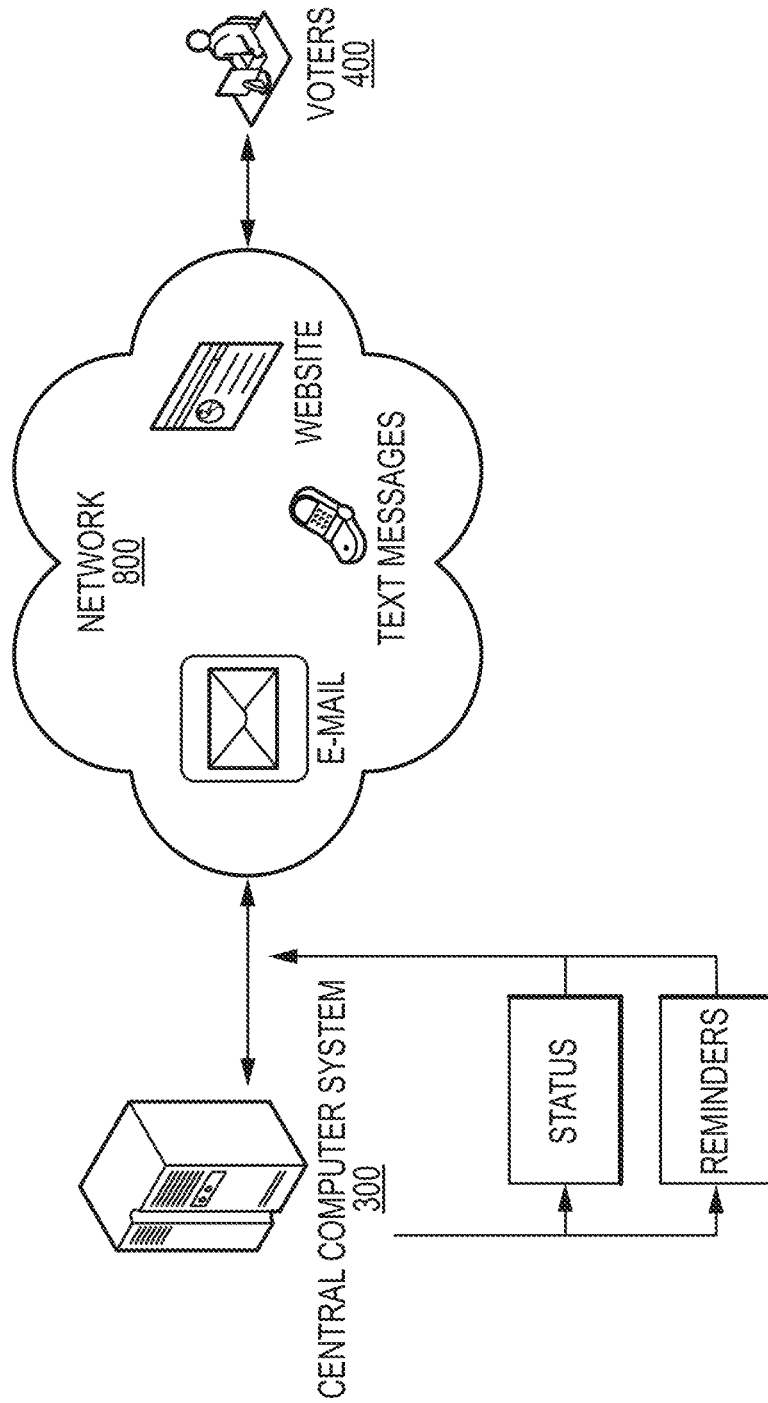 CENTRAL COMPUTER SYSTEM
300
STATUS
REMINDERS
NETWORK
800
E-MAIL
TEXT MESSAGES
WEBSITE
VOTERS
400